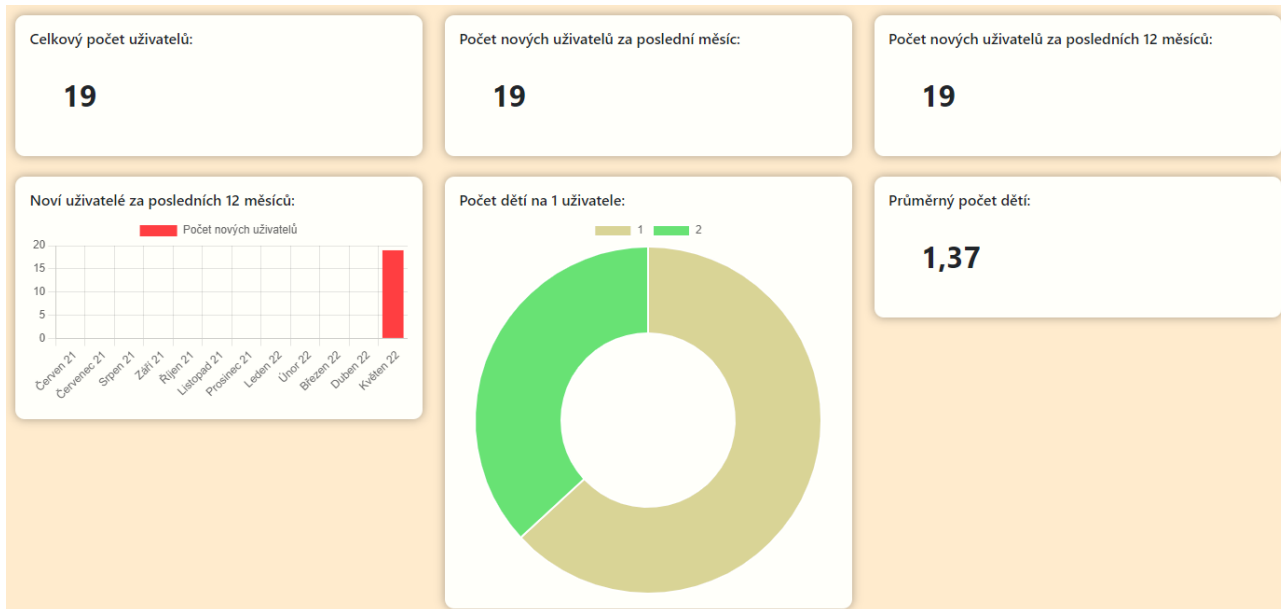 Celkový počet uživatelů:
19
Počet nových uživatelů za poslední měsíc:
19
Počet nových uživatelů za posledních 12 měsíců:
19
Noví uživatelé za posledních 12 měsíců:
Počet nových uživatelů
20
15
10
5
0
Červen 21
Červenec 21
Srpen 21
Září 21
Říjen 21
Listopad 21
Prosinec 21
Leden 22
Únor 22
Březen 22
Duben 22
Květen 22
Počet dětí na 1 uživatele:
1
2
Průměrný počet dětí:
1,37